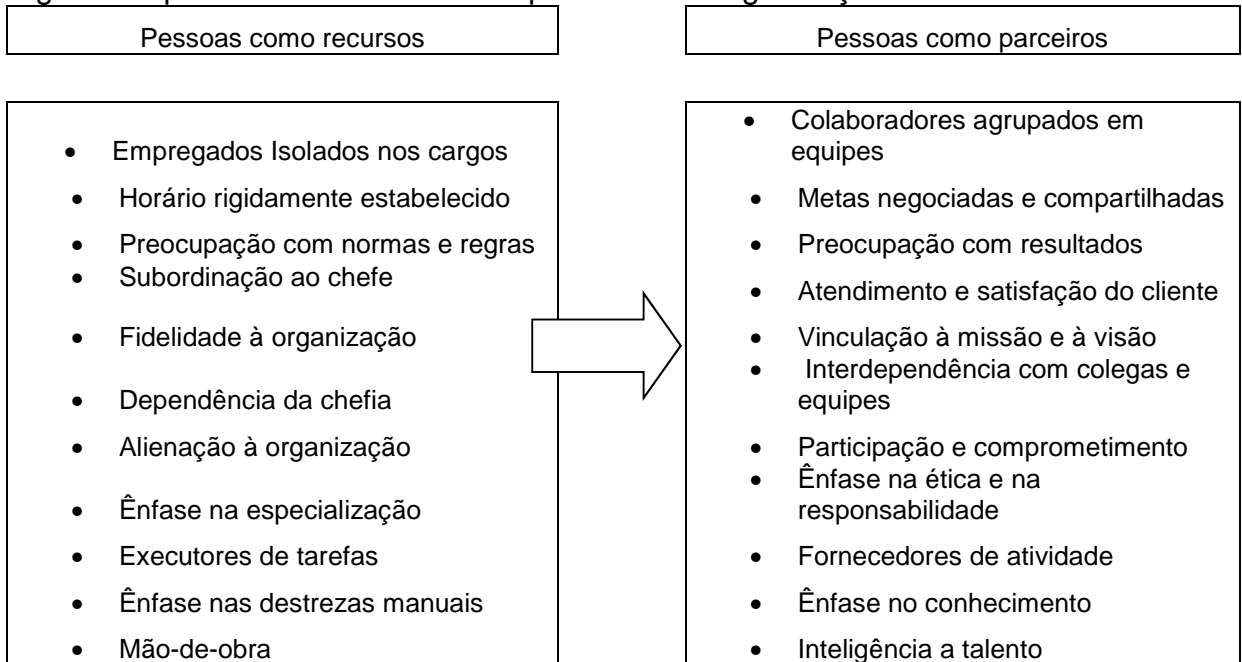 Pessoas como recursos
Pessoas como parceiros
• Empregados Isolados nos cargos
• Horário rigidamente estabelecido
• Preocupação com normas e regras
• Subordinação ao chefe
• Fidelidade à organização
• Dependência da chefia
• Alienação à organização
• Ênfase na especialização
• Executores de tarefas
• Ênfase nas destrezas manuais
• Mão-de-obra
• Colaboradores agrupados em
equipes
• Metas negociadas e compartilhadas
• Preocupação com resultados
• Atendimento e satisfação do cliente
• Vinculação à missão e à visão
• Interdependência com colegas e
equipes
• Participação e comprometimento
• Ênfase na ética e na
responsabilidade
• Fornecedores de atividade
• Ênfase no conhecimento
• Inteligência a talento